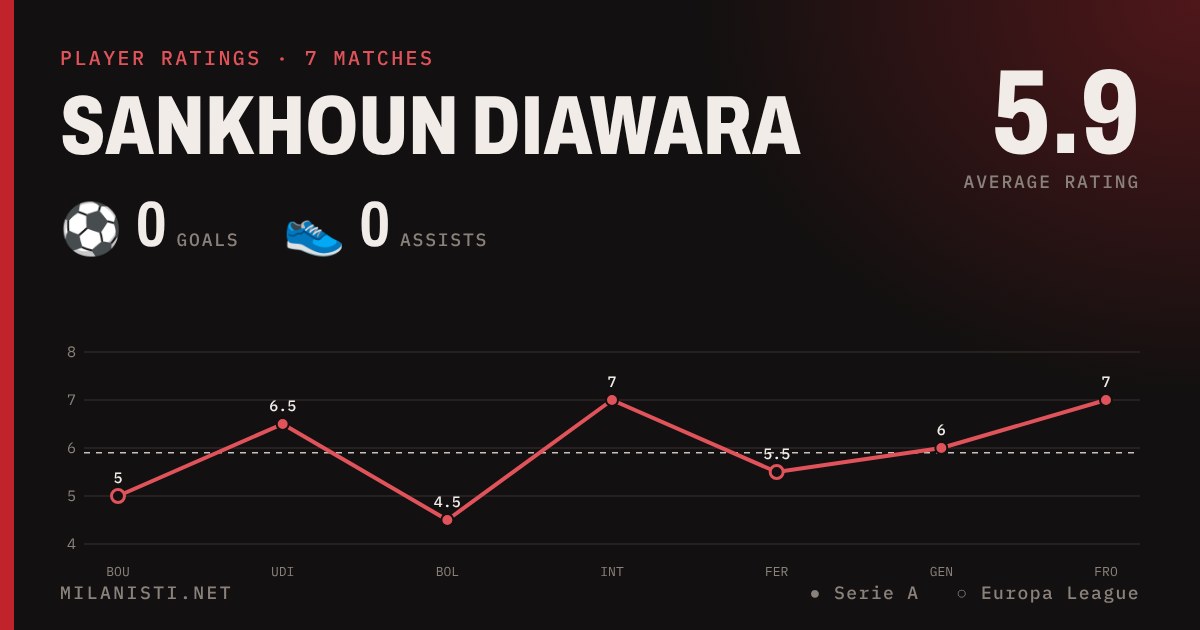 PLAYER RATINGS · 7 MATCHES
SANKHOUN DIAWARA
5.9
AVERAGE RATING
0 GOALS 0 ASSISTS
8
7
6
5
4
5
6.5
4.5
7
5.5
6
7
BOU UDI BOL INT FER GEN FRO
MILANISTI.NET
● Serie A ○ Europa League